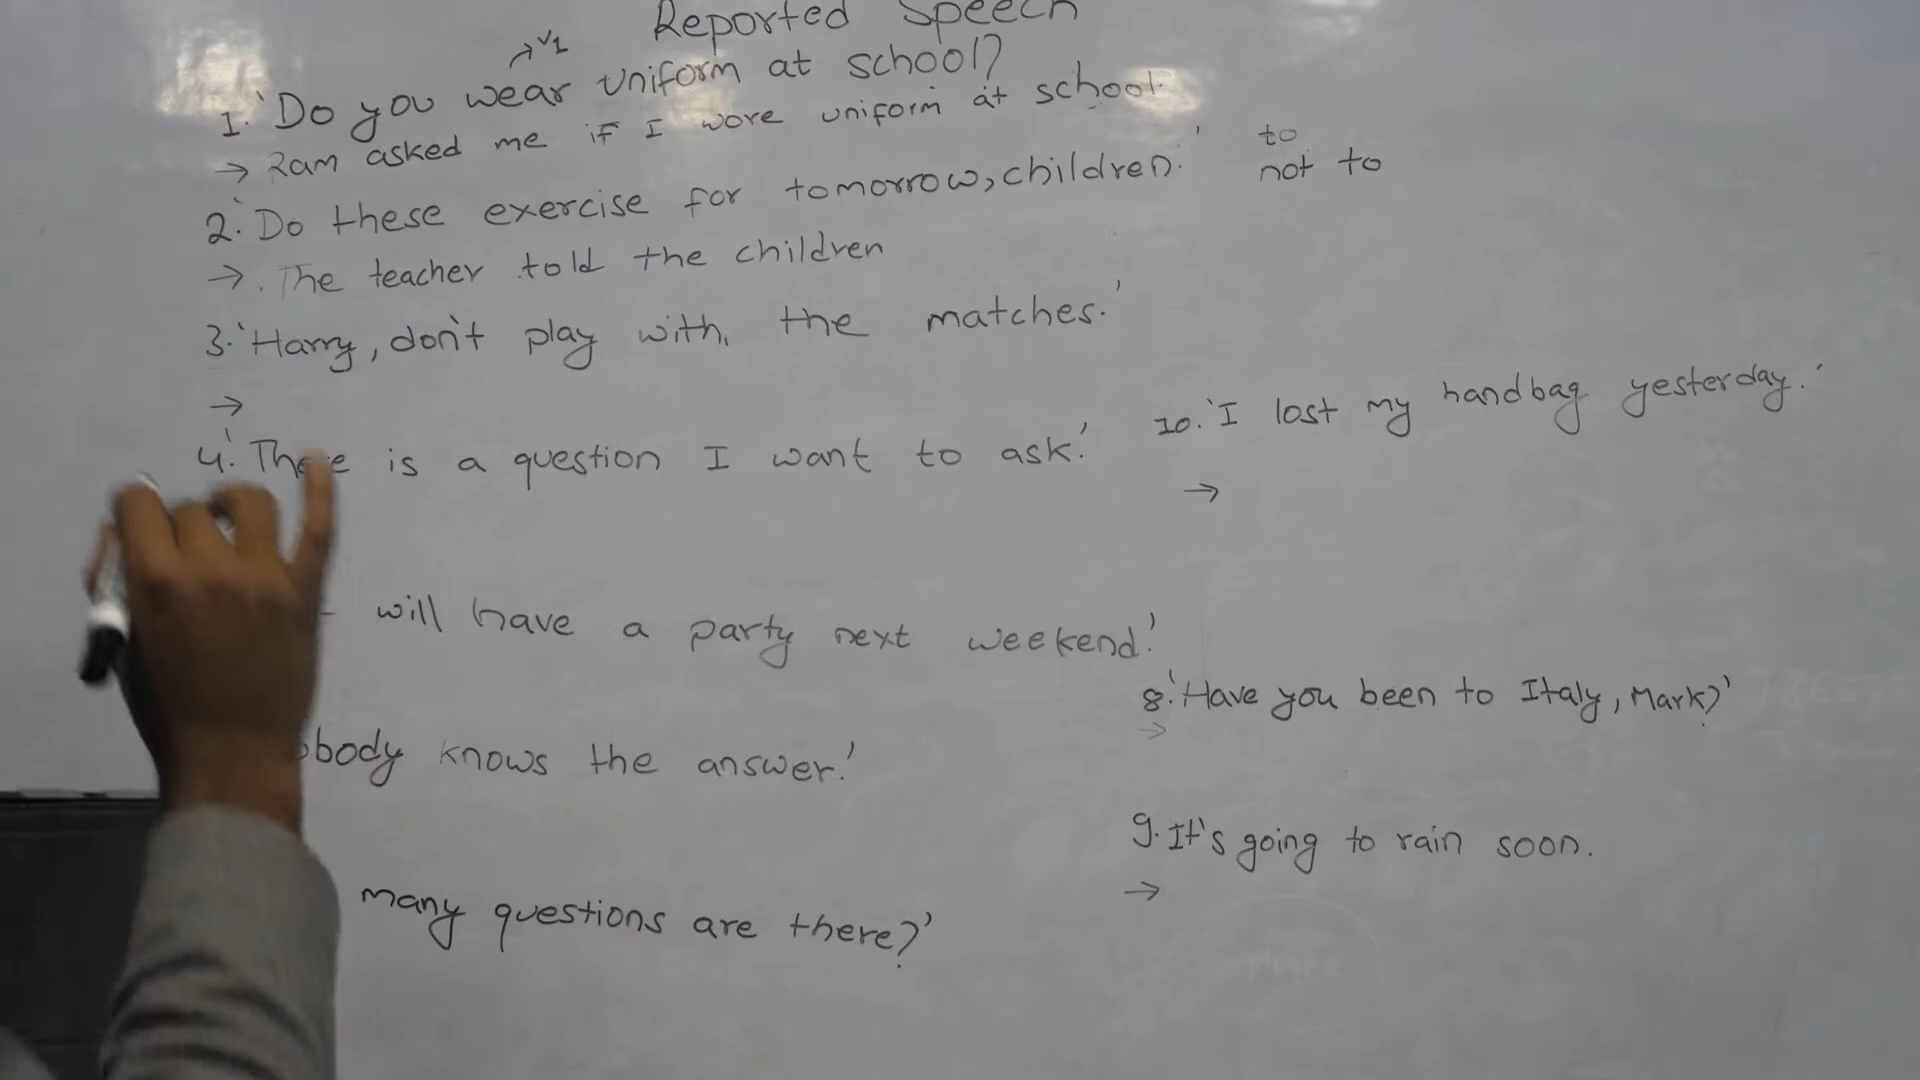 Reported Speech
→ V1
1. 'Do you wear uniform at school?
→ Ram asked me if I wore uniform at school.
2. 'Do these exercise for tomorrow, children.'
to
not to
→. The teacher told the children
3. 'Harry, don't play with the matches.'
→
4. 'There is a question I want to ask.'
will have a party next weekend.'
knows the answer.'
many questions are there?'
10. 'I lost my handbag yesterday.'
→
8. 'Have you been to Italy, Mark?'
→
9. It's going to rain soon.
→